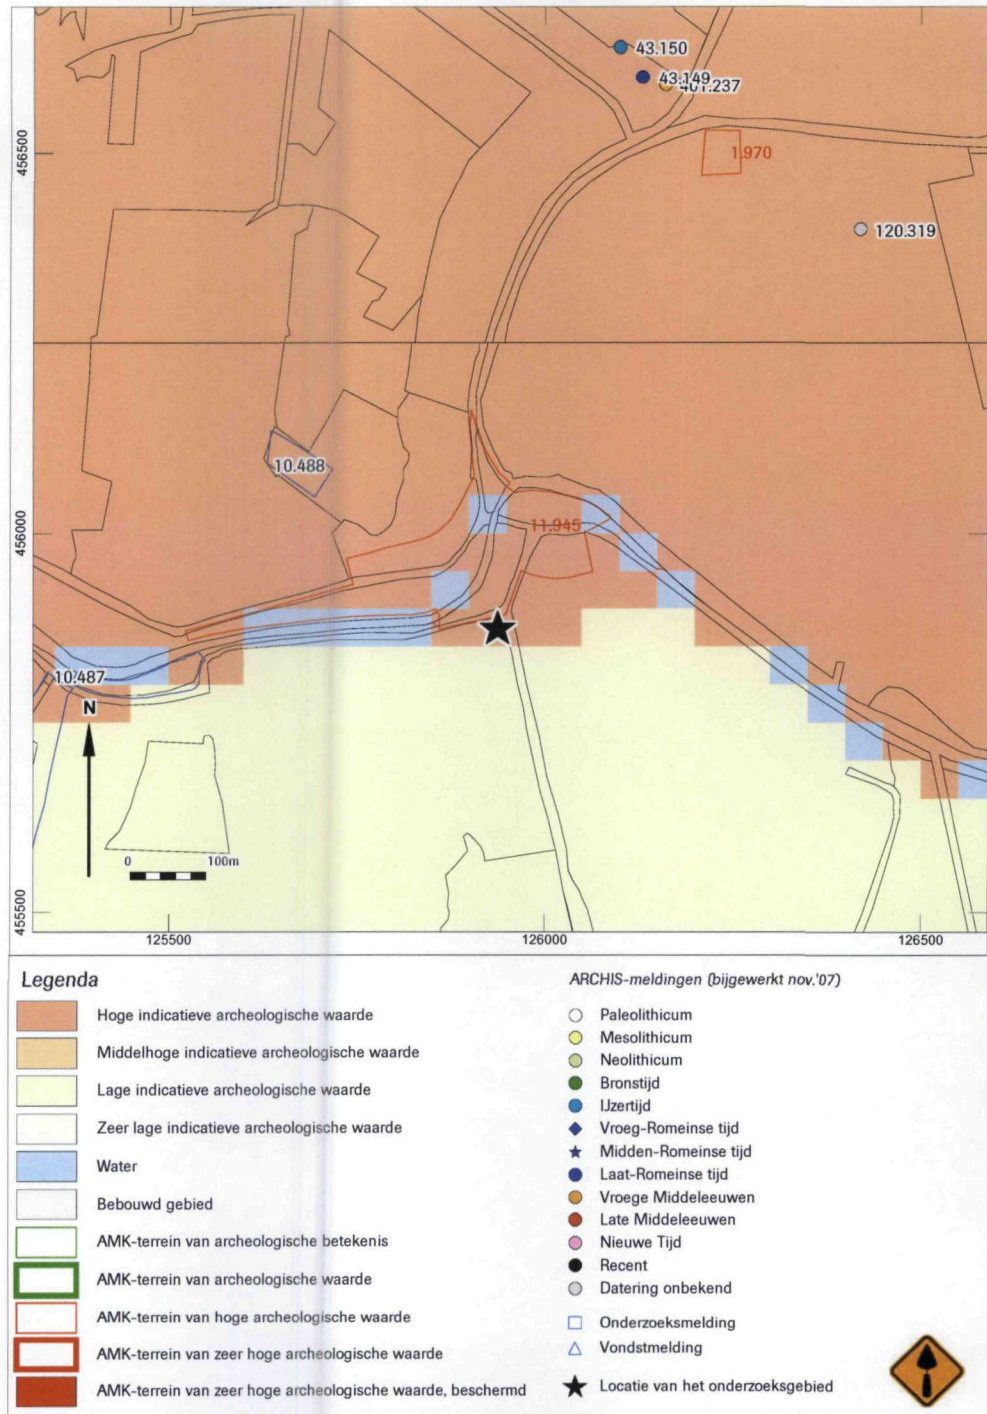 43.150
43.149
401.237
456500
1.970
120.319
10.488
456000
11.945
10.487
N
0 100m
455500
125500 126000 126500
Legenda
Hoge indicatieve archeologische waarde
Middelhoge indicatieve archeologische waarde
Lage indicatieve archeologische waarde
Zeer lage indicatieve archeologische waarde
Water
Bebouwd gebied
AMK-terrein van archeologische betekenis
AMK-terrein van archeologische waarde
AMK-terrein van hoge archeologische waarde
AMK-terrein van zeer hoge archeologische waarde
AMK-terrein van zeer hoge archeologische waarde, beschermd
ARCHIS-meldingen (bijgewerkt nov.'07)
Paleolithicum
Mesolithicum
Neolithicum
Bronstijd
IJzertijd
Vroeg-Romeinse tijd
Midden-Romeinse tijd
Laat-Romeinse tijd
Vroege Middeleeuwen
Late Middeleeuwen
Nieuwe Tijd
Recent
Datering onbekend
Onderzoeksmelding
Vondstmelding
Locatie van het onderzoeksgebied